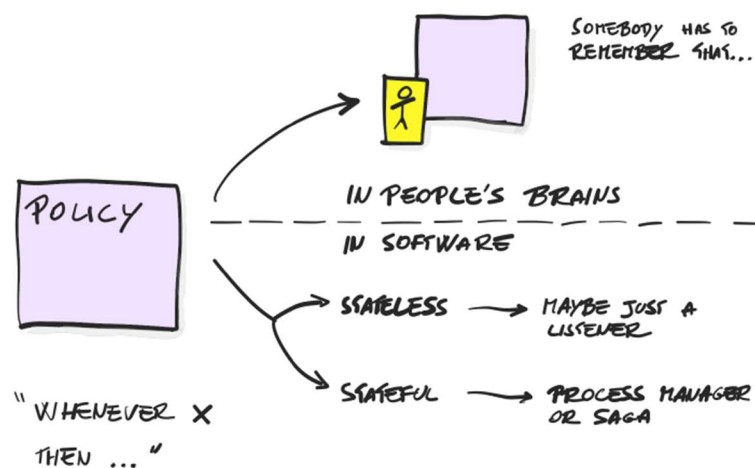 SOMEBODY HAS TO
REMEMBER THAT...
POLICY
IN PEOPLE'S BRAINS
IN SOFTWARE
STATELESS
MAYBE JUST A
LISTENER
STATEFUL
PROCESS MANAGER
OR SAGA
"WHENEVER X
THEN ..."